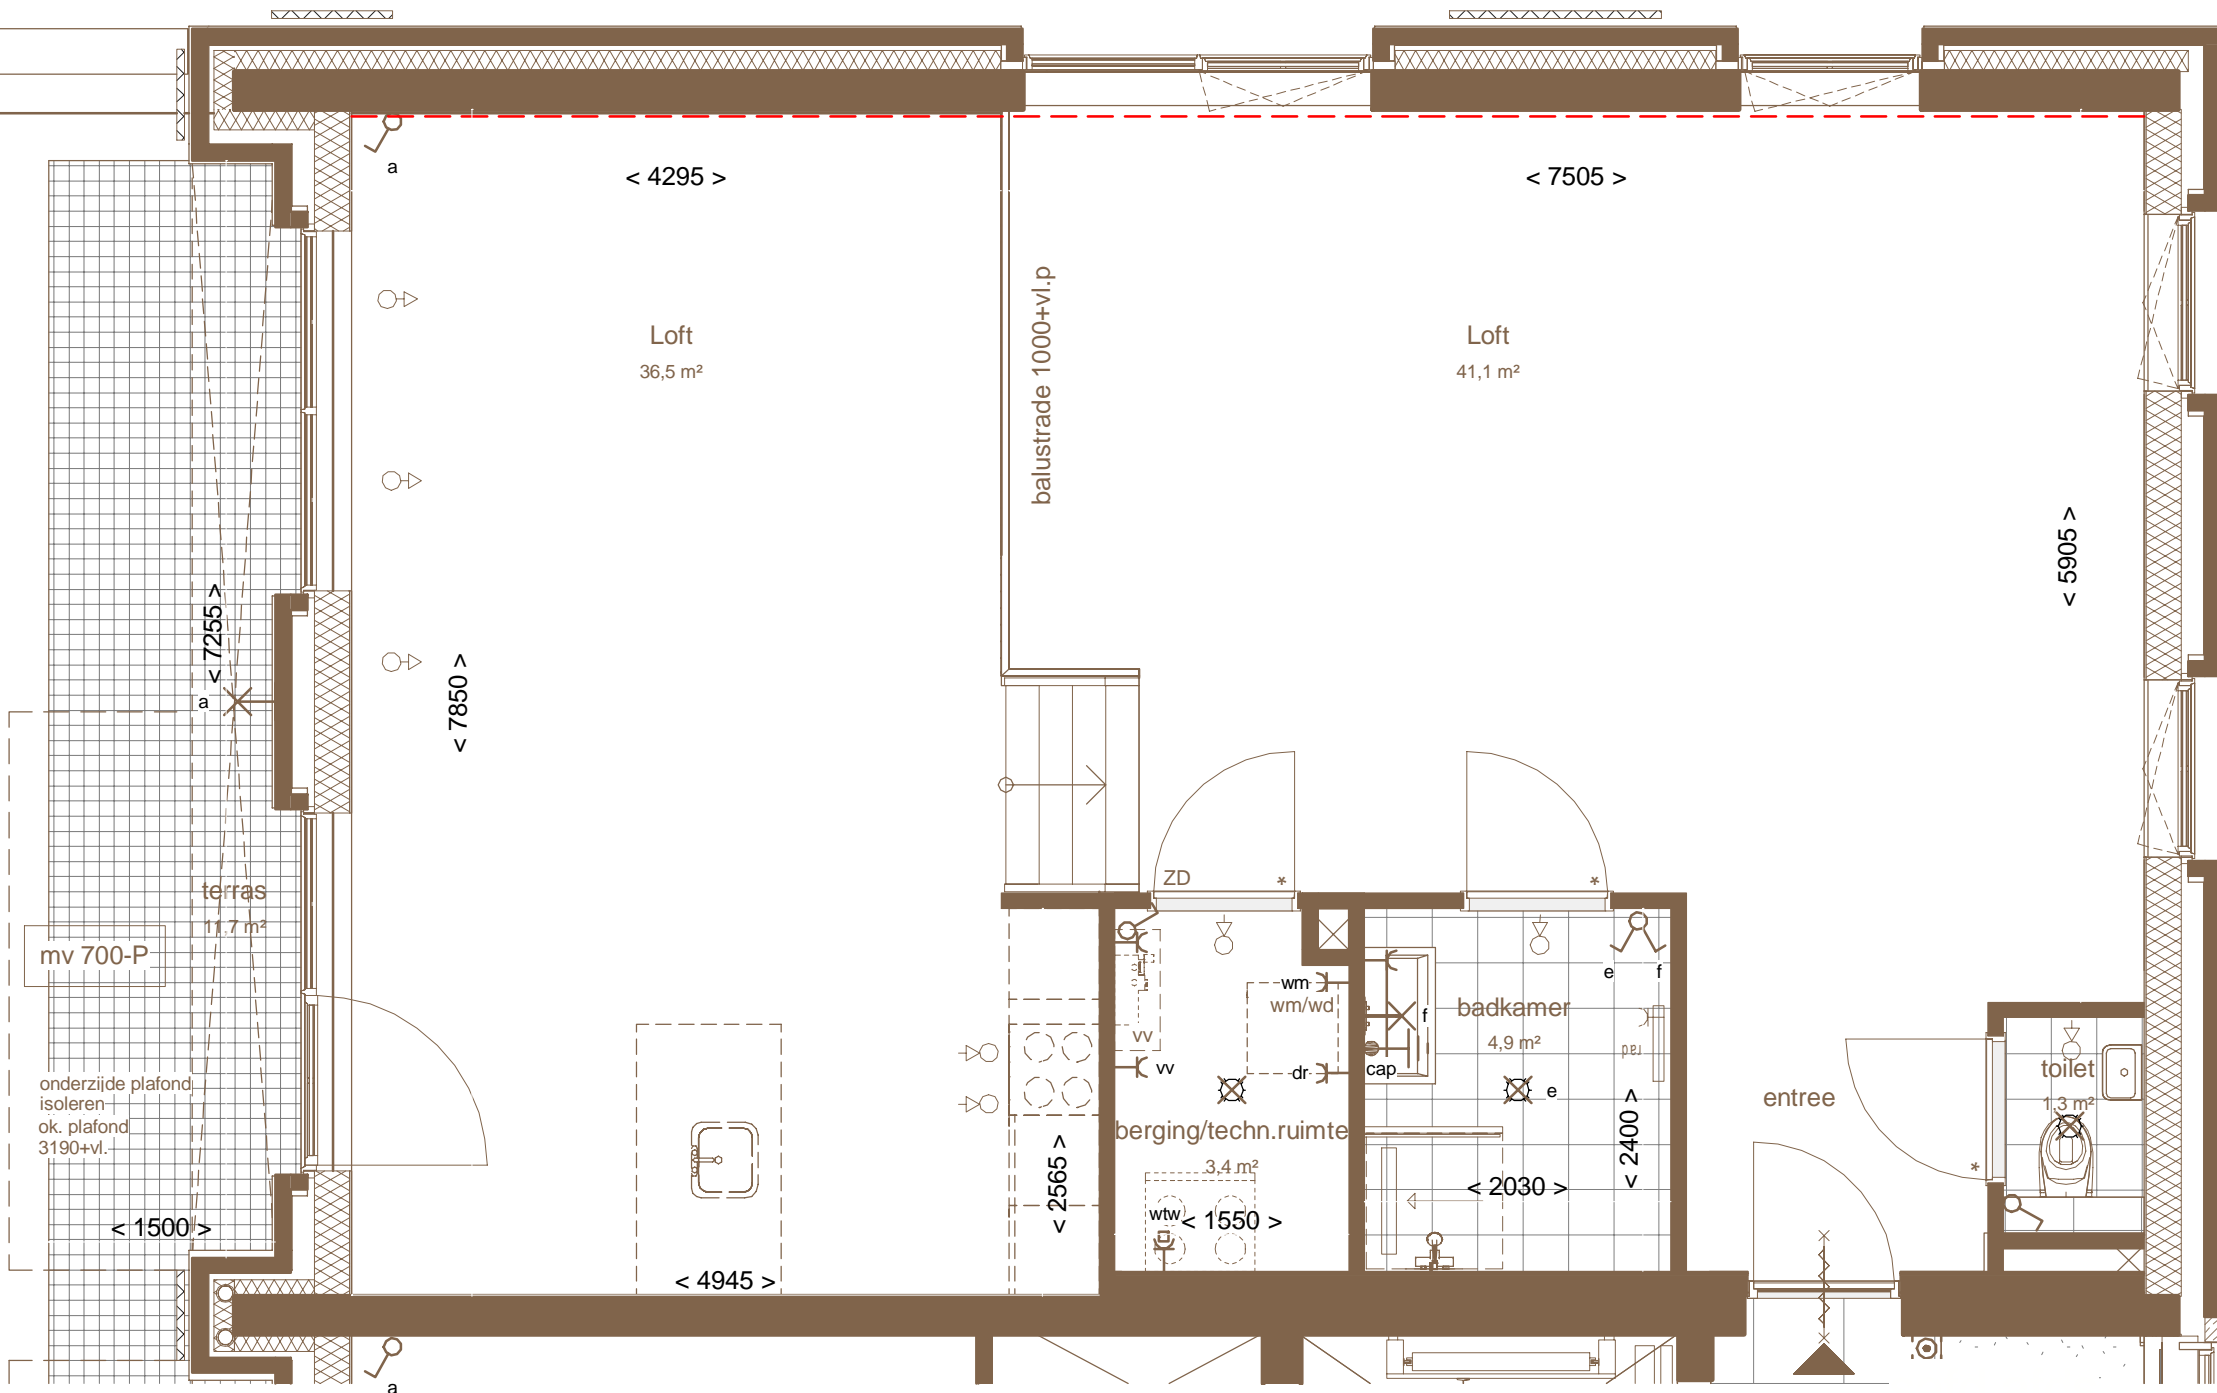 a
< 4295 >
< 7505 >
Loft
36,5 m²
balustrade 1000+vl.p
Loft
41,1 m²
< 5905 >
< 7255 >
a
< 7850 >
terras
11,7 m²
mv 700-P
onderzijde plafond
isoleren
ok. plafond
3190+vl.
< 1500 >
< 4945 >
< 2565 >
ZD
*
*
vv
vv
wm
wm/wd
dr
berging/techn.ruimte
3,4 m²
wtw
< 1550 >
f
cap
badkamer
4,9 m²
e
e
f
rad
< 2400 >
< 2030 >
entree
toilet
1,3 m²
*
a